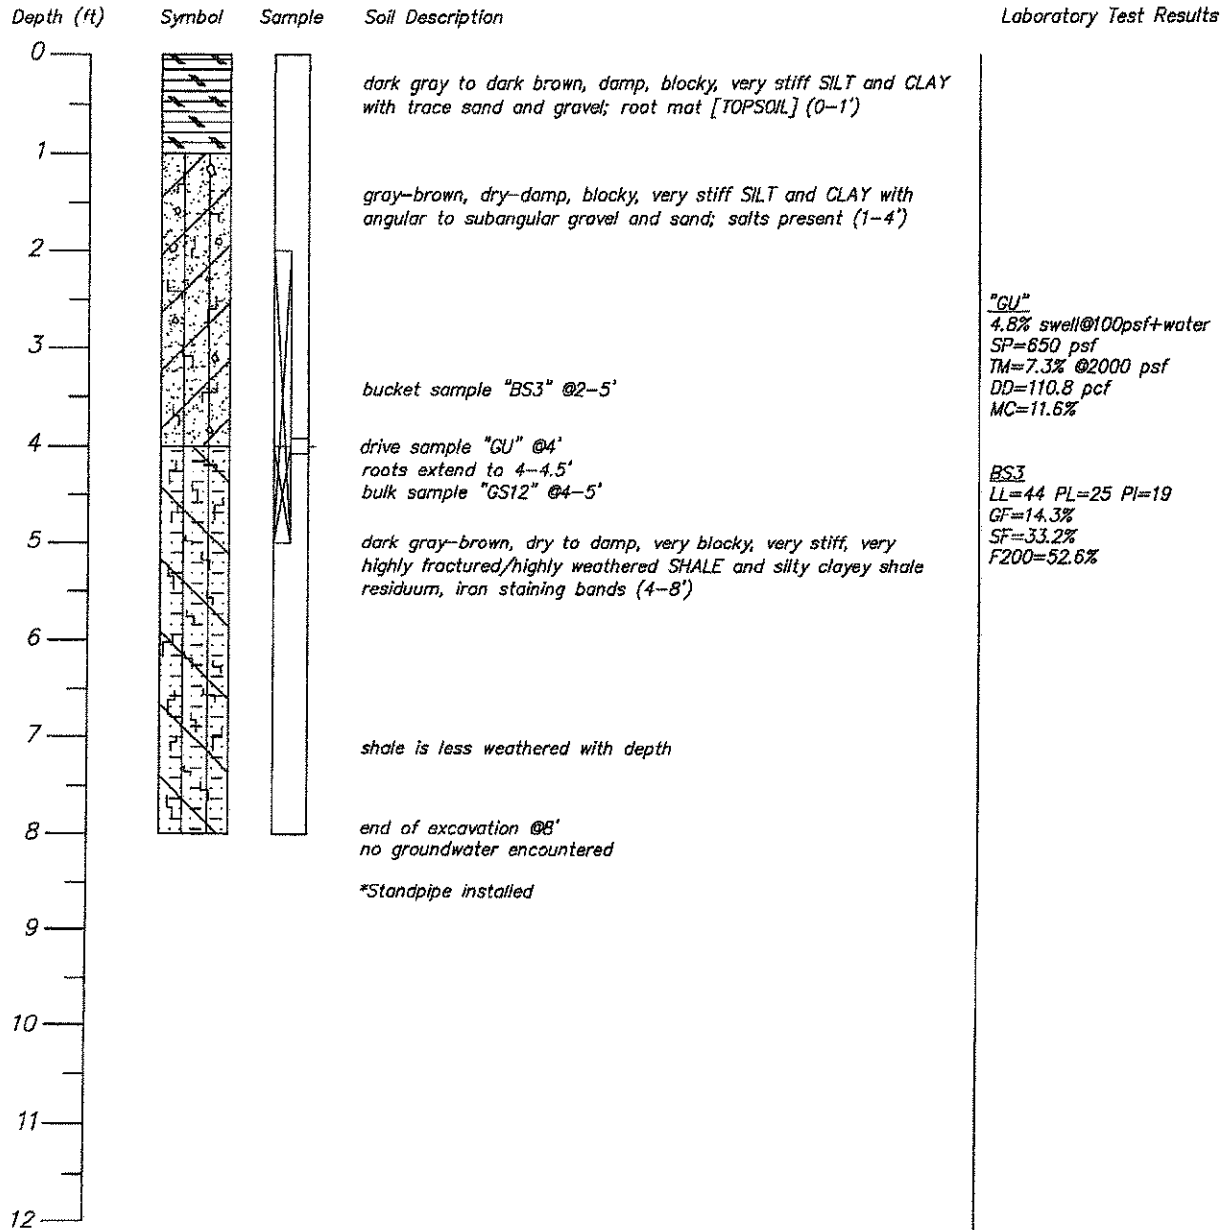 Depth (ft) Symbol Sample Soil Description Laboratory Test Results
0
dark gray to dark brown, damp, blocky, very stiff SILT and CLAY
with trace sand and gravel; root mat [TOPSOIL] (0-1')
1
gray-brown, dry-damp, blocky, very stiff SILT and CLAY with
angular to subangular gravel and sand; salts present (1-4')
2
"GU"
4.8% swell@100psf+water
SP=650 psf
TM=7.3% @2000 psf
DD=110.8 pcf
MC=11.6%
3
bucket sample "BS3" @2-5'
4
drive sample "GU" @4'
roots extend to 4-4.5'
bulk sample "GS12" @4-5'
BS3
LL=44 PL=25 PI=19
GF=14.3%
SF=33.2%
F200=52.6%
5
dark gray-brown, dry to damp, very blocky, very stiff, very
highly fractured/highly weathered SHALE and silty clayey shale
residuum, iron staining bands (4-8')
6
7
shale is less weathered with depth
8
end of excavation @8'
no groundwater encountered
*Standpipe installed
9
10
11
12